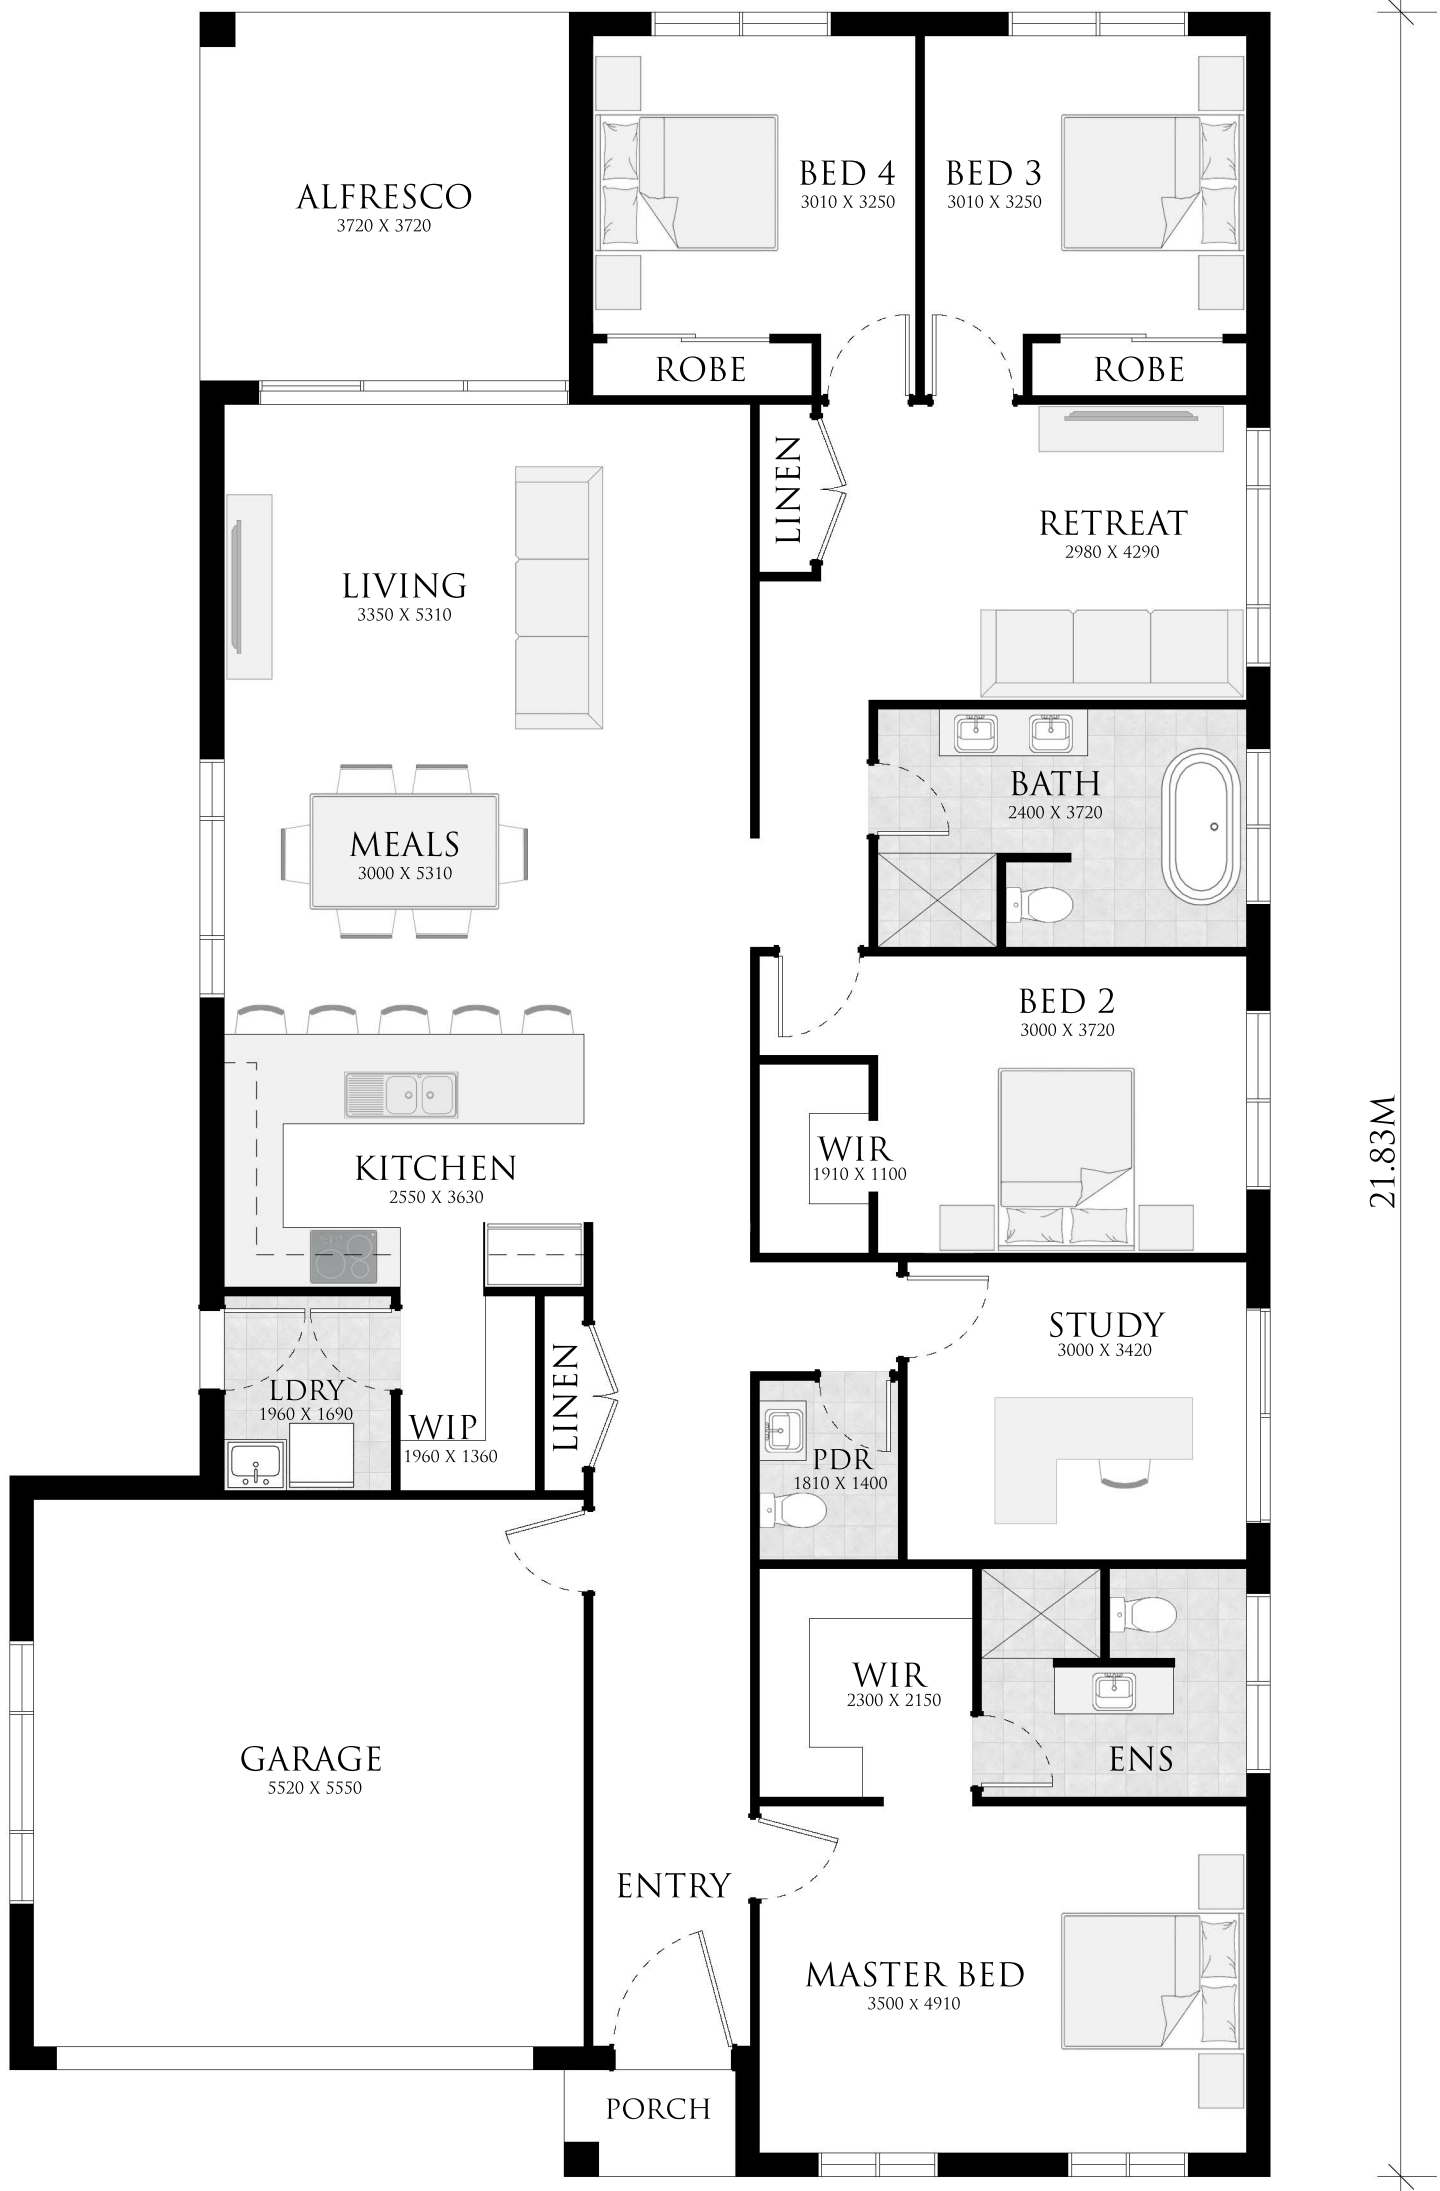 ALFRESCO
3720 X 3720
BED 4
3010 X 3250
BED 3
3010 X 3250
ROBE
ROBE
LINEN
LIVING
3350 X 5310
RETREAT
2980 X 4290
BATH
2400 X 3720
MEALS
3000 X 5310
BED 2
3000 X 3720
KITCHEN
2550 X 3630
WIR
1910 X 1100
21.83M
STUDY
3000 X 3420
LDRY
1960 X 1690
WIP
1960 X 1360
LINEN
PDR
1810 X 1400
WIR
2300 X 2150
ENS
GARAGE
5520 X 5550
ENTRY
MASTER BED
3500 X 4910
PORCH